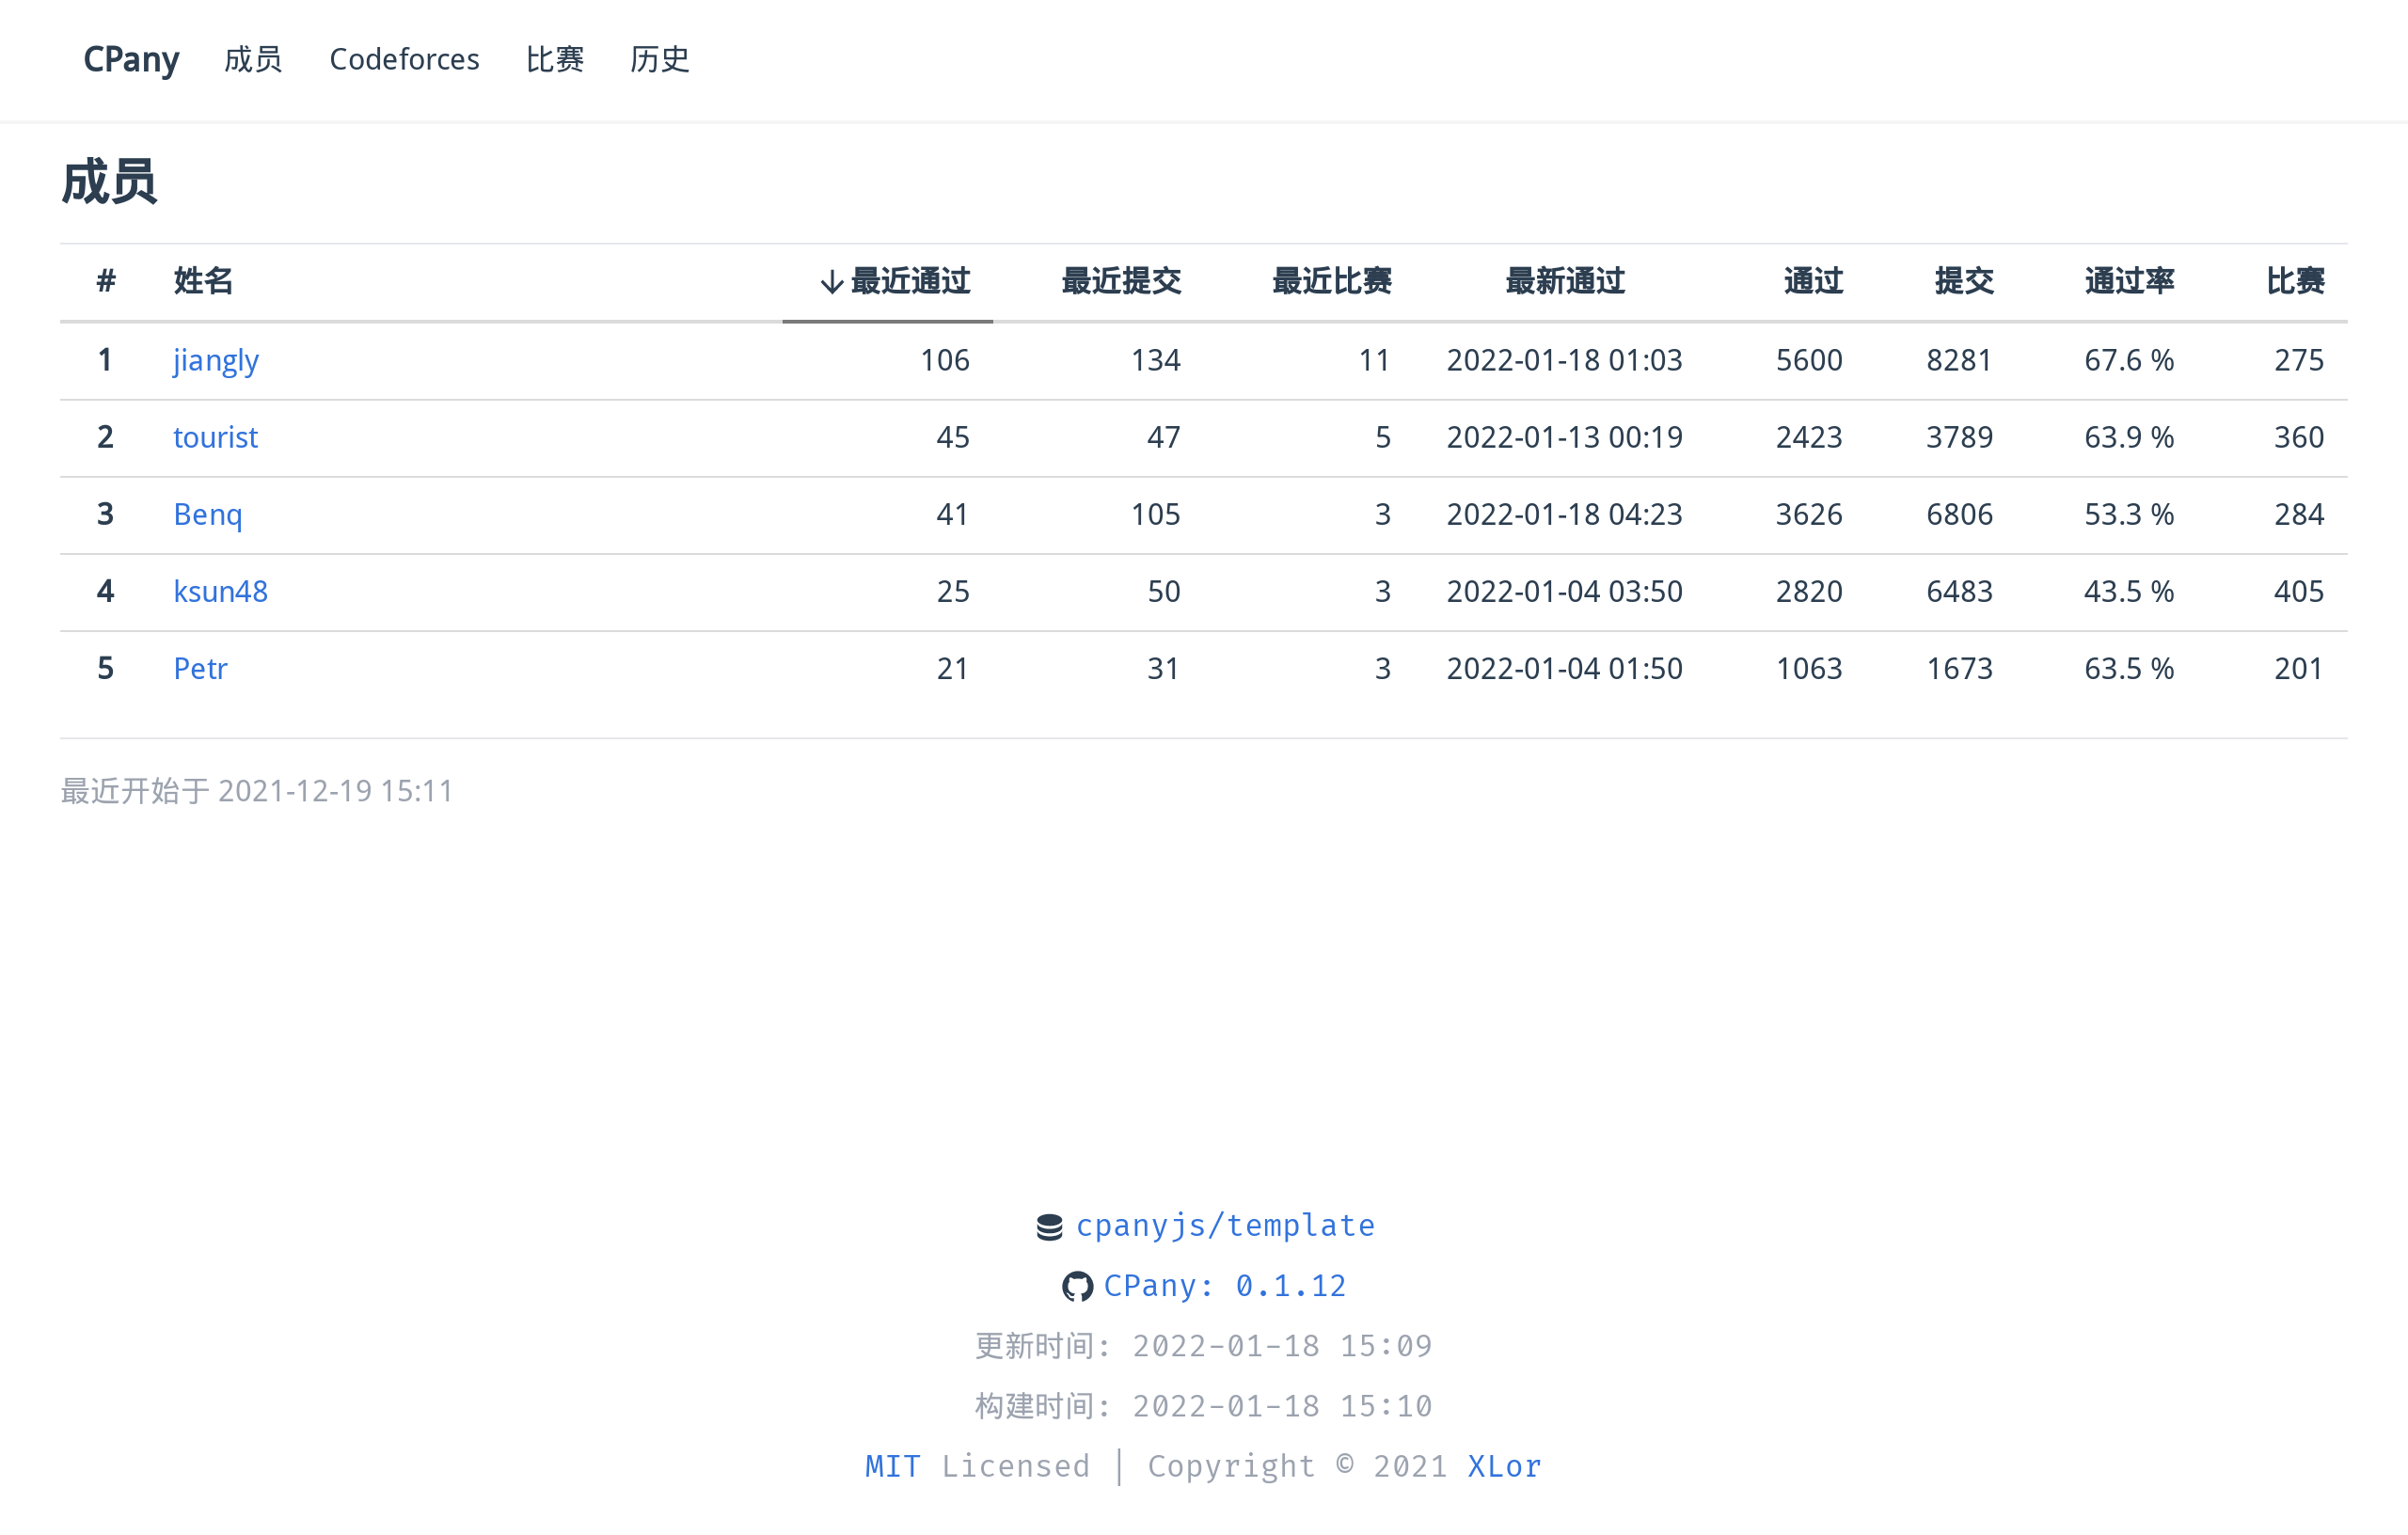 CPany 成员 Codeforces 比赛 历史
成员
# 姓名 ↓最近通过 最近提交 最近比赛 最新通过 通过 提交 通过率 比赛
1 jiangly 106 134 11 2022-01-18 01:03 5600 8281 67.6 % 275
2 tourist 45 47 5 2022-01-13 00:19 2423 3789 63.9 % 360
3 Benq 41 105 3 2022-01-18 04:23 3626 6806 53.3 % 284
4 ksun48 25 50 3 2022-01-04 03:50 2820 6483 43.5 % 405
5 Petr 21 31 3 2022-01-04 01:50 1063 1673 63.5 % 201
最近开始于 2021-12-19 15:11
cpanyjs/template
CPany: 0.1.12
更新时间: 2022-01-18 15:09
构建时间: 2022-01-18 15:10
MIT Licensed | Copyright © 2021 XLor